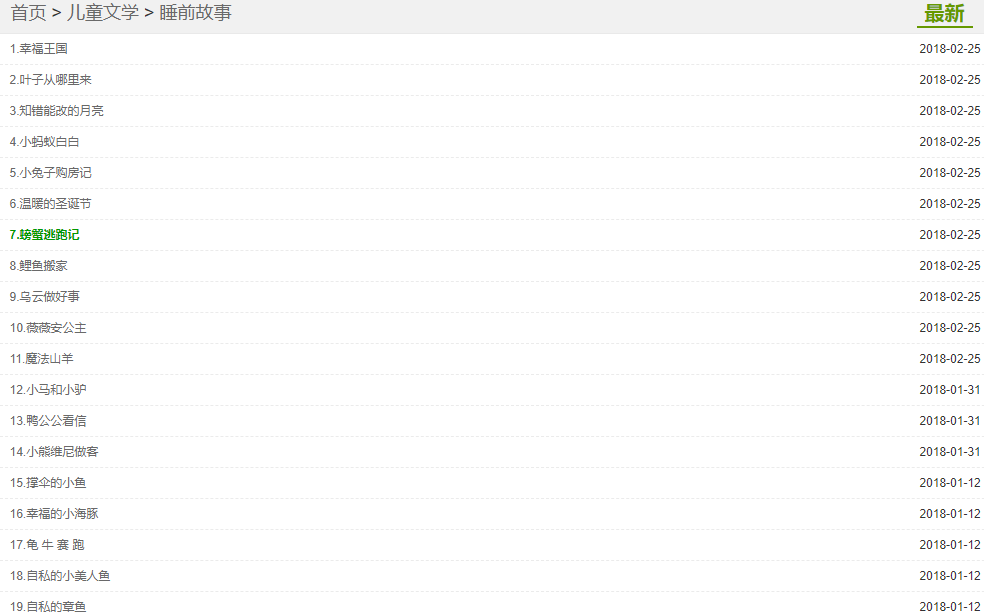 首页 > 儿童文学 > 睡前故事 最新
1.幸福王国 2018-02-25
2.叶子从哪里来 2018-02-25
3.知错能改的月亮 2018-02-25
4.小蚂蚁白白 2018-02-25
5.小兔子购房记 2018-02-25
6.温暖的圣诞节 2018-02-25
7.螃蟹逃跑记 2018-02-25
8.鲤鱼搬家 2018-02-25
9.乌云做好事 2018-02-25
10.薇薇安公主 2018-02-25
11.魔法山羊 2018-02-25
12.小马和小驴 2018-01-31
13.鸭公公看信 2018-01-31
14.小熊维尼做客 2018-01-31
15.撑伞的小鱼 2018-01-12
16.幸福的小海豚 2018-01-12
17.龟 牛 赛 跑 2018-01-12
18.自私的小美人鱼 2018-01-12
19.自私的章鱼 2018-01-12